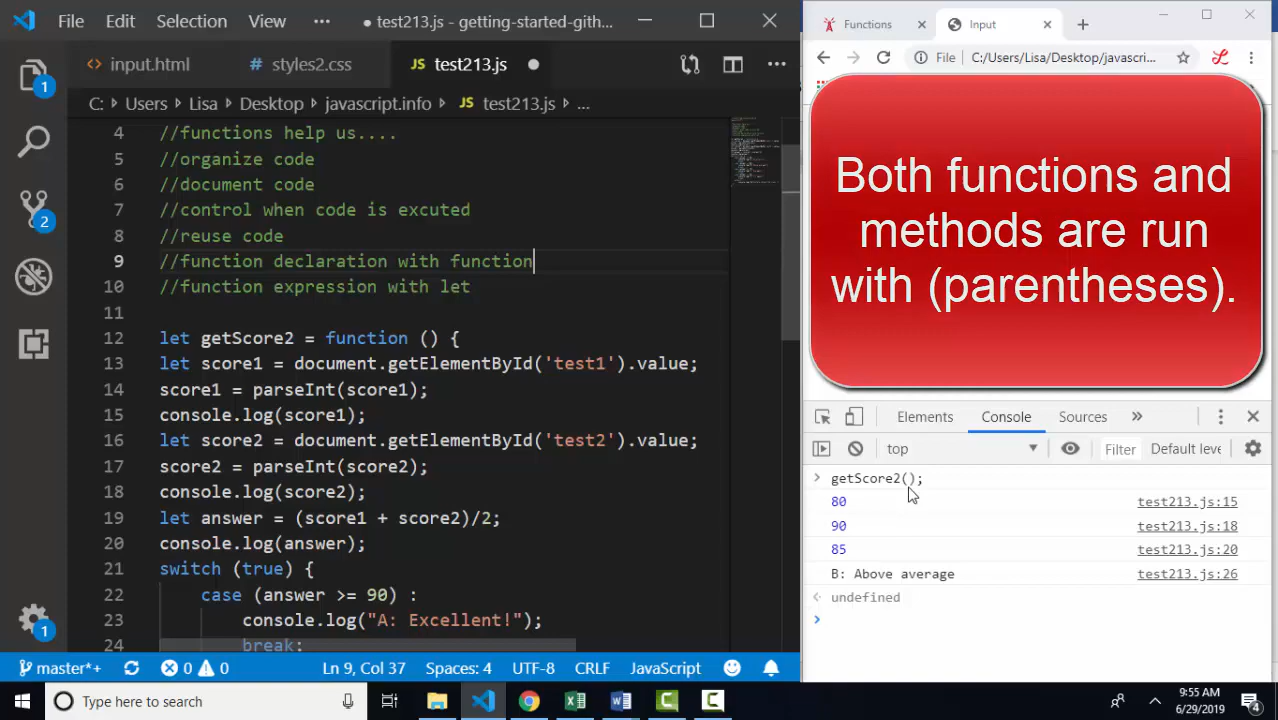 File Edit Selection View ••• ● test213.js - getting-started-gith...
input.html styles2.css JS test213.js
C: › Users › Lisa › Desktop › javascript.info › JS test213.js › ...
4 //functions help us....
5 //organize code
6 //document code
7 //control when code is excuted
8 //reuse code
9 //function declaration with function
10 //function expression with let
11
12 let getScore2 = function () {
13 let score1 = document.getElementById('test1').value;
14 score1 = parseInt(score1);
15 console.log(score1);
16 let score2 = document.getElementById('test2').value;
17 score2 = parseInt(score2);
18 console.log(score2);
19 let answer = (score1 + score2)/2;
20 console.log(answer);
21 switch (true) {
22 case (answer >= 90) :
23 console.log("A: Excellent!");
24 break;
1
2
1
master*+ 0 0 Ln 9, Col 37 Spaces: 4 UTF-8 CRLF JavaScript
Functions Input
File C:/Users/Lisa/Desktop/javascri...
Both functions and
methods are run
with (parentheses).
Elements Console Sources »
top Filter Default leve
getScore2();
80 test213.js:15
90 test213.js:18
85 test213.js:20
B: Above average test213.js:26
undefined
Type here to search
9:55 AM
6/29/2019
4